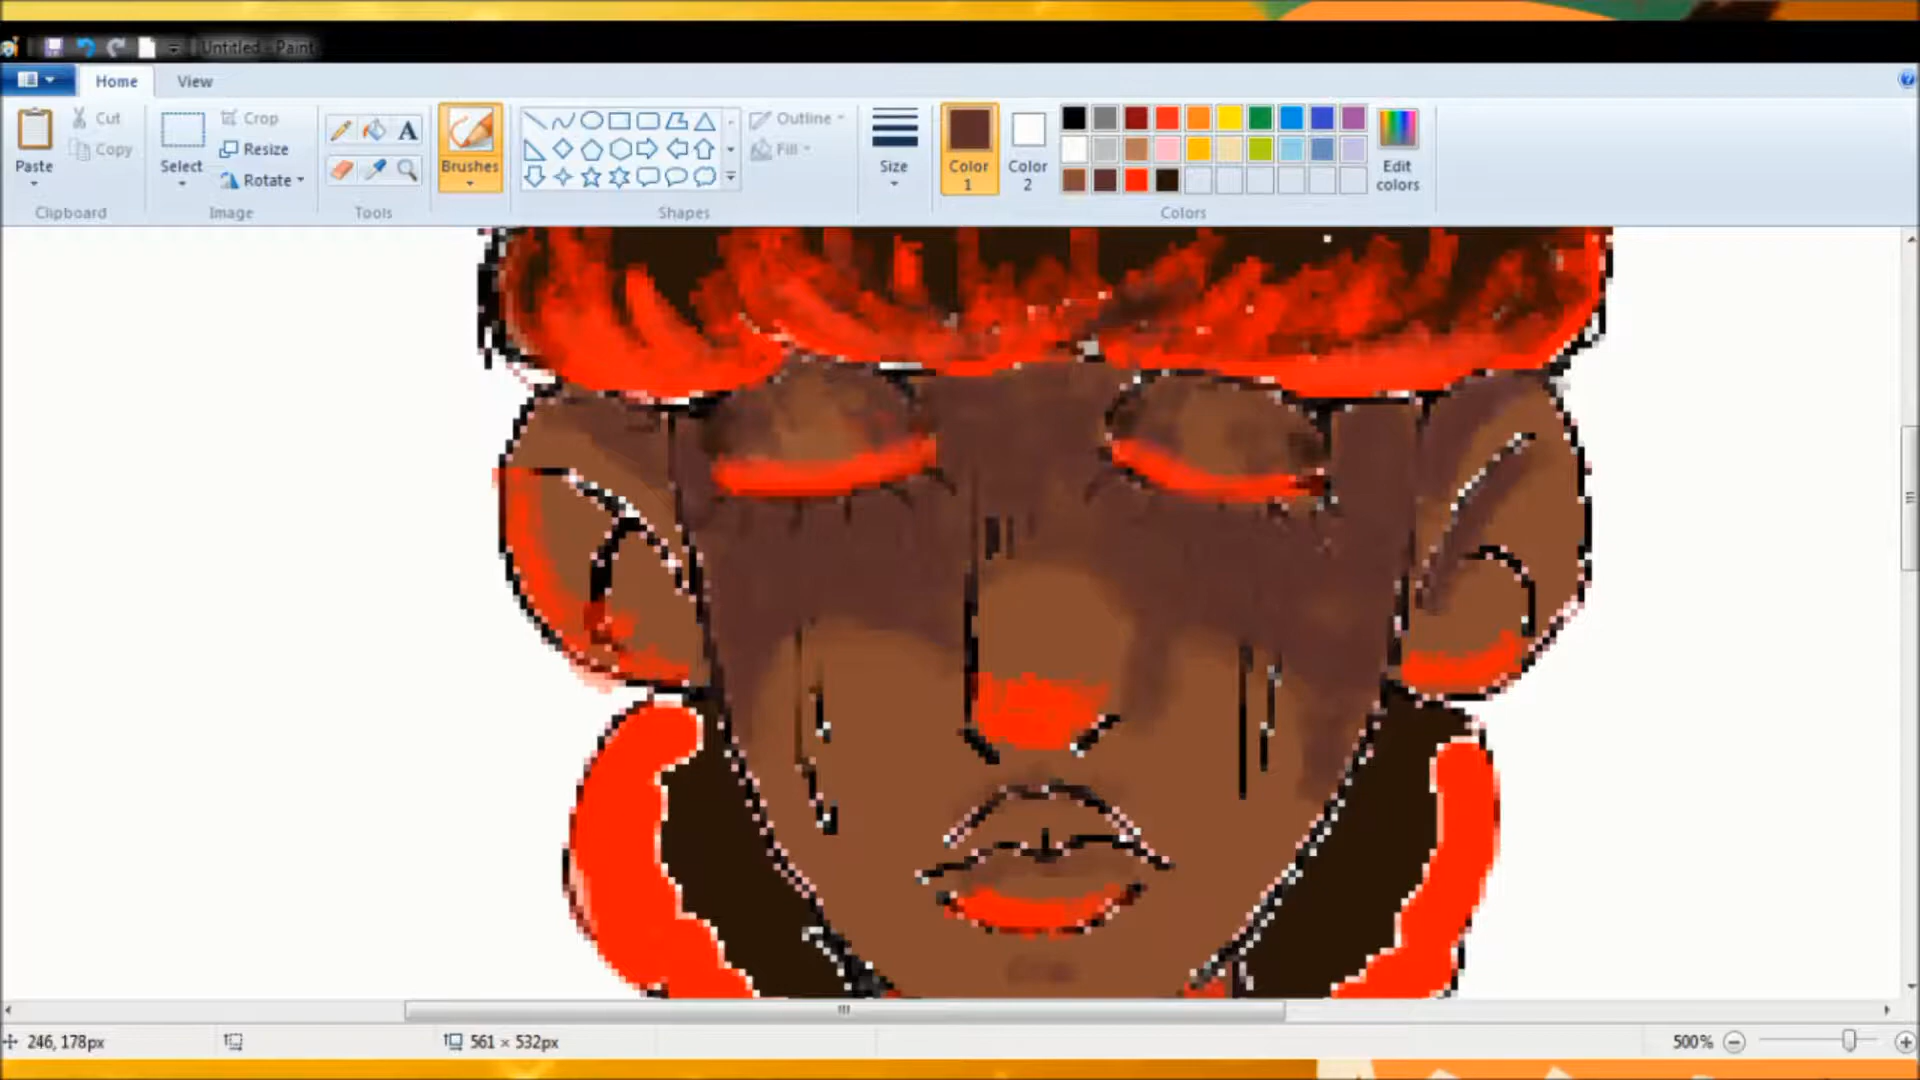 Untitled - Paint
Home View
Paste
Cut
Copy
Clipboard
Select
Crop
Resize
Rotate
Image
A
Tools
Brushes
Outline
Fill
Shapes
Size
Color 1
Color 2
Edit colors
Colors
246, 178px
561 × 532px
500%